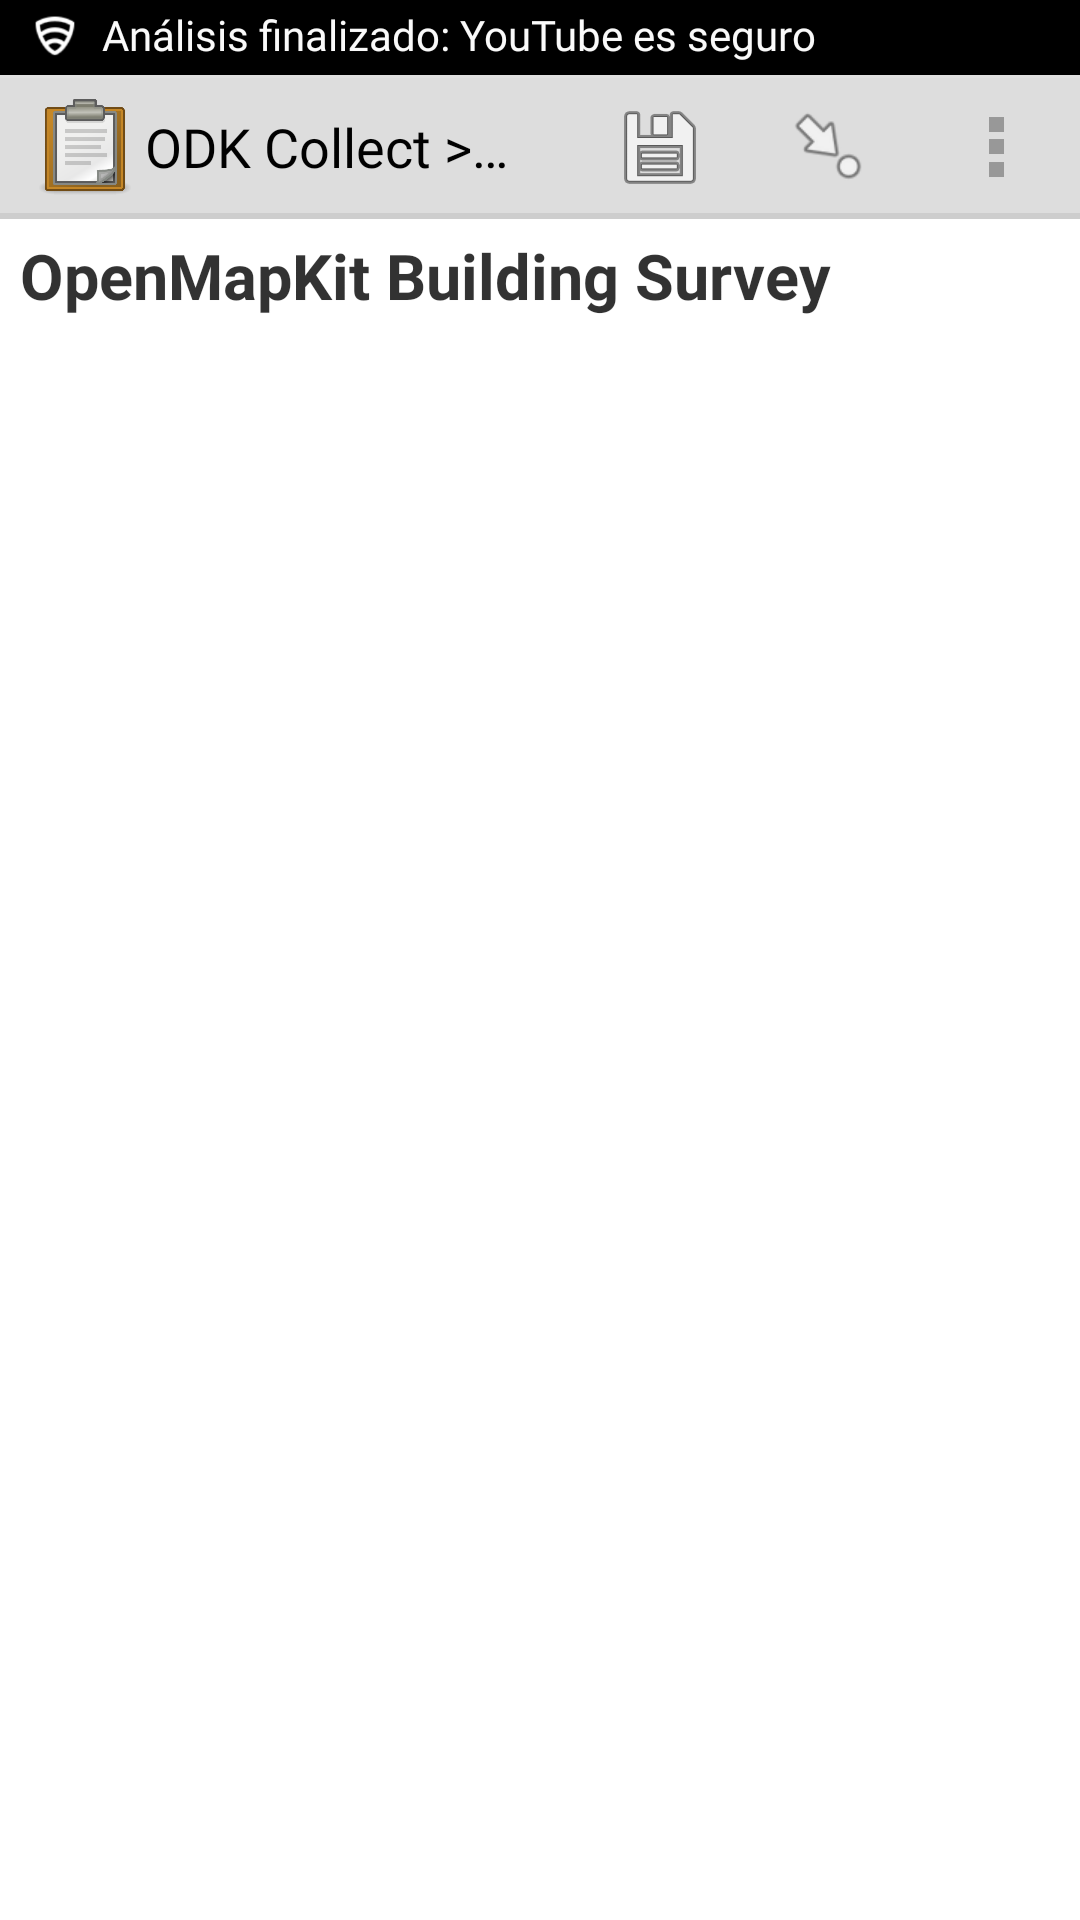 Análisis finalizado: YouTube es seguro
ODK Collect >...
OpenMapKit Building Survey